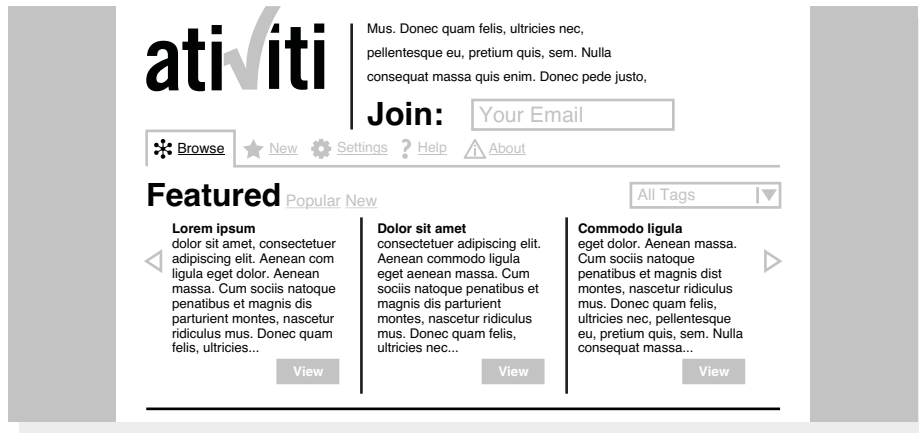 ati√iti
Mus. Donec quam felis, ultricies nec,
pellentesque eu, pretium quis, sem. Nulla
consequat massa quis enim. Donec pede justo,
Join: Your Email
Browse New Settings Help About
Featured Popular New All Tags
Lorem ipsum
dolor sit amet, consectetuer
adipiscing elit. Aenean com
ligula eget dolor. Aenean
massa. Cum sociis natoque
penatibus et magnis dis
parturient montes, nascetur
ridiculus mus. Donec quam
felis, ultricies...
View
Dolor sit amet
consectetuer adipiscing elit.
Aenean commodo ligula
eget aenean massa. Cum
sociis natoque penatibus et
magnis dis parturient
montes, nascetur ridiculus
mus. Donec quam felis,
ultricies nec...
View
Commodo ligula
eget dolor. Aenean massa.
Cum sociis natoque
penatibus et magnis dist
montes, nascetur ridiculus
mus. Donec quam felis,
ultricies nec, pellentesque
eu, pretium quis, sem. Nulla
consequat massa...
View